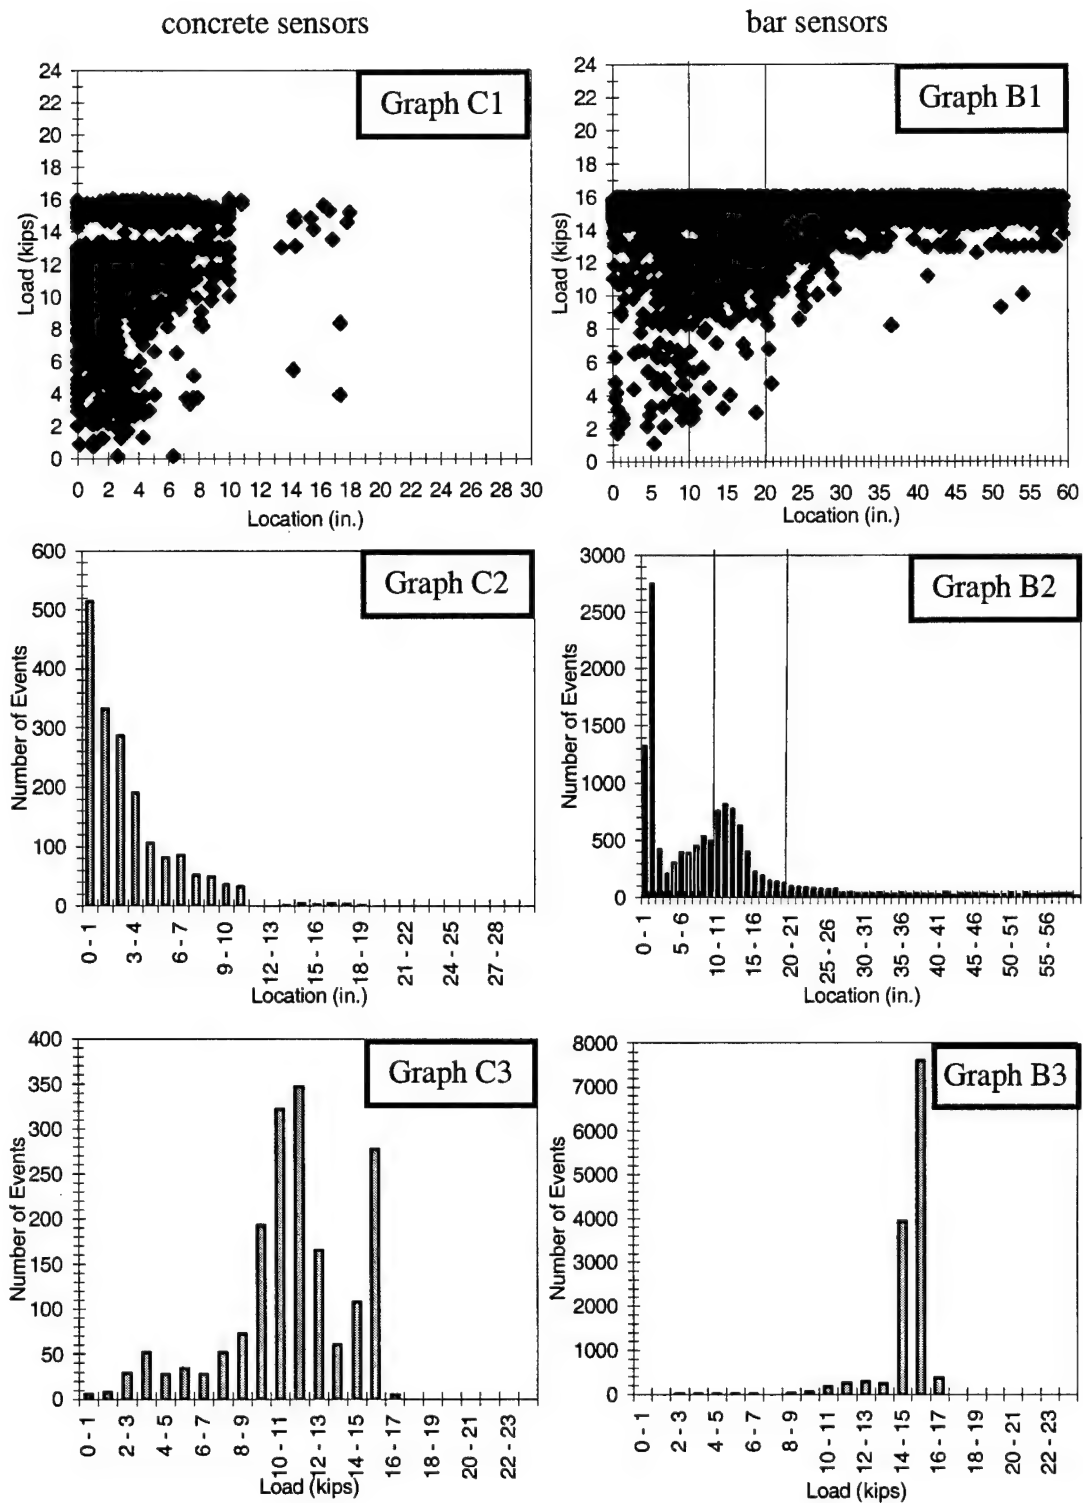 concrete sensors
bar sensors
Graph C1
24
22
20
18
16
14
12
10
8
6
4
2
0
Load (kips)
0 2 4 6 8 10 12 14 16 18 20 22 24 26 28 30
Location (in.)
Graph B1
24
22
20
18
16
14
12
10
8
6
4
2
0
Load (kips)
0 5 10 15 20 25 30 35 40 45 50 55 60
Location (in.)
Graph C2
600
500
400
300
200
100
0
Number of Events
0 - 1 3 - 4 6 - 7 9 - 10 12 - 13 15 - 16 18 - 19 21 - 22 24 - 25 27 - 28
Location (in.)
Graph B2
3000
2500
2000
1500
1000
500
0
Number of Events
0 - 1 5 - 6 10 - 11 15 - 16 20 - 21 25 - 26 30 - 31 35 - 36 40 - 41 45 - 46 50 - 51 55 - 56
Location (in.)
Graph C3
400
350
300
250
200
150
100
50
0
Number of Events
0 - 1 2 - 3 4 - 5 6 - 7 8 - 9 10 - 11 12 - 13 14 - 15 16 - 17 18 - 19 20 - 21 22 - 23
Load (kips)
Graph B3
8000
7000
6000
5000
4000
3000
2000
1000
0
Number of Events
0 - 1 2 - 3 4 - 5 6 - 7 8 - 9 10 - 11 12 - 13 14 - 15 16 - 17 18 - 19 20 - 21 22 - 23
Load (kips)